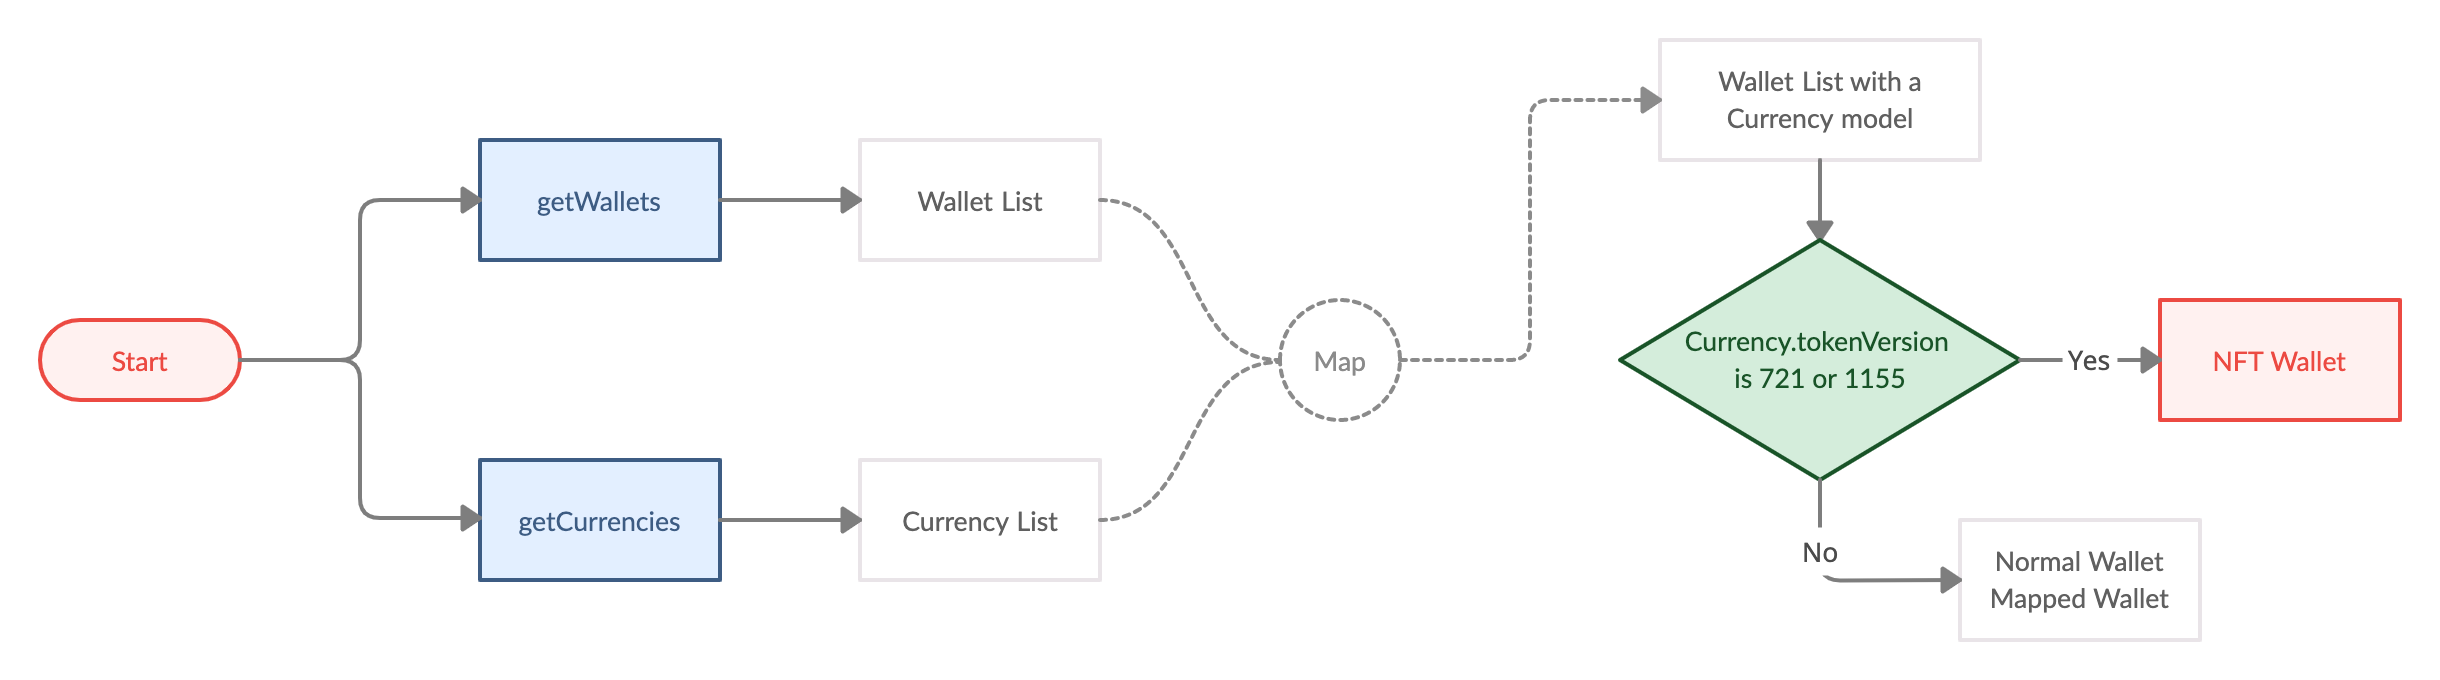 Start
getWallets
Wallet List
getCurrencies
Currency List
Map
Wallet List with a
Currency model
Currency.tokenVersion
is 721 or 1155
Yes
NFT Wallet
No
Normal Wallet
Mapped Wallet